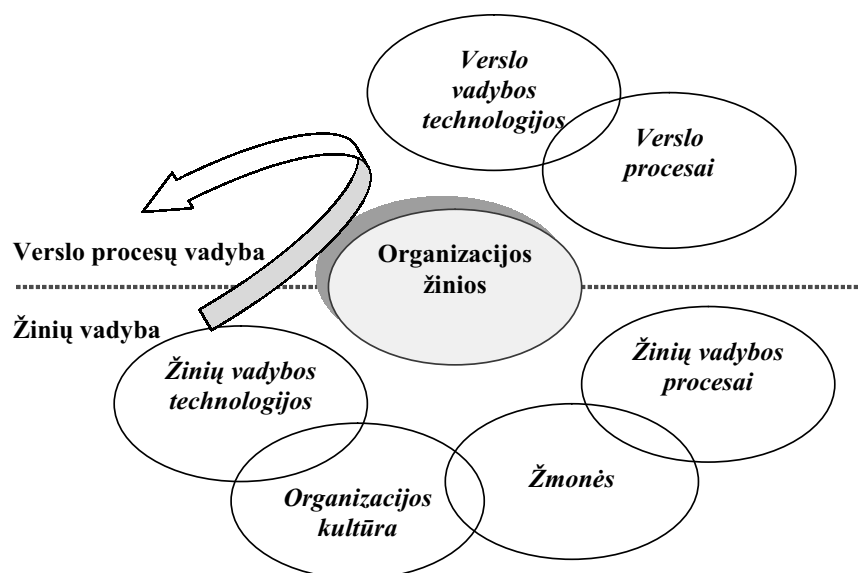 Verslo
vadybos
technologijos
Verslo
procesai
Verslo procesų vadyba
Organizacijos
žinios
Žinių vadyba
Žinių vadybos
technologijos
Žinių vadybos
procesai
Organizacijos
kultūra
Žmonės